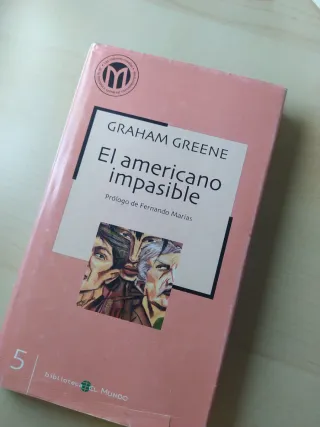 GRAHAM GREENE
El americano
impasible
Prólogo de Fernando Marías
5
biblioteca EL MUNDO